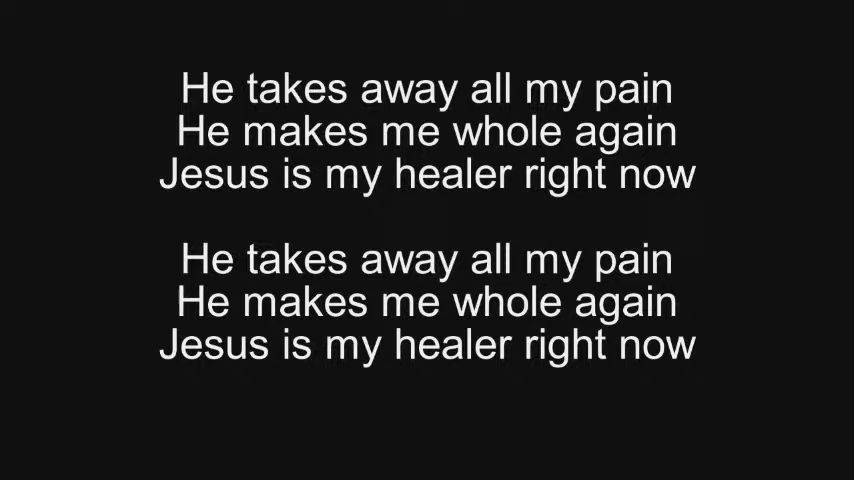 He takes away all my pain
He makes me whole again
Jesus is my healer right now
He takes away all my pain
He makes me whole again
Jesus is my healer right now